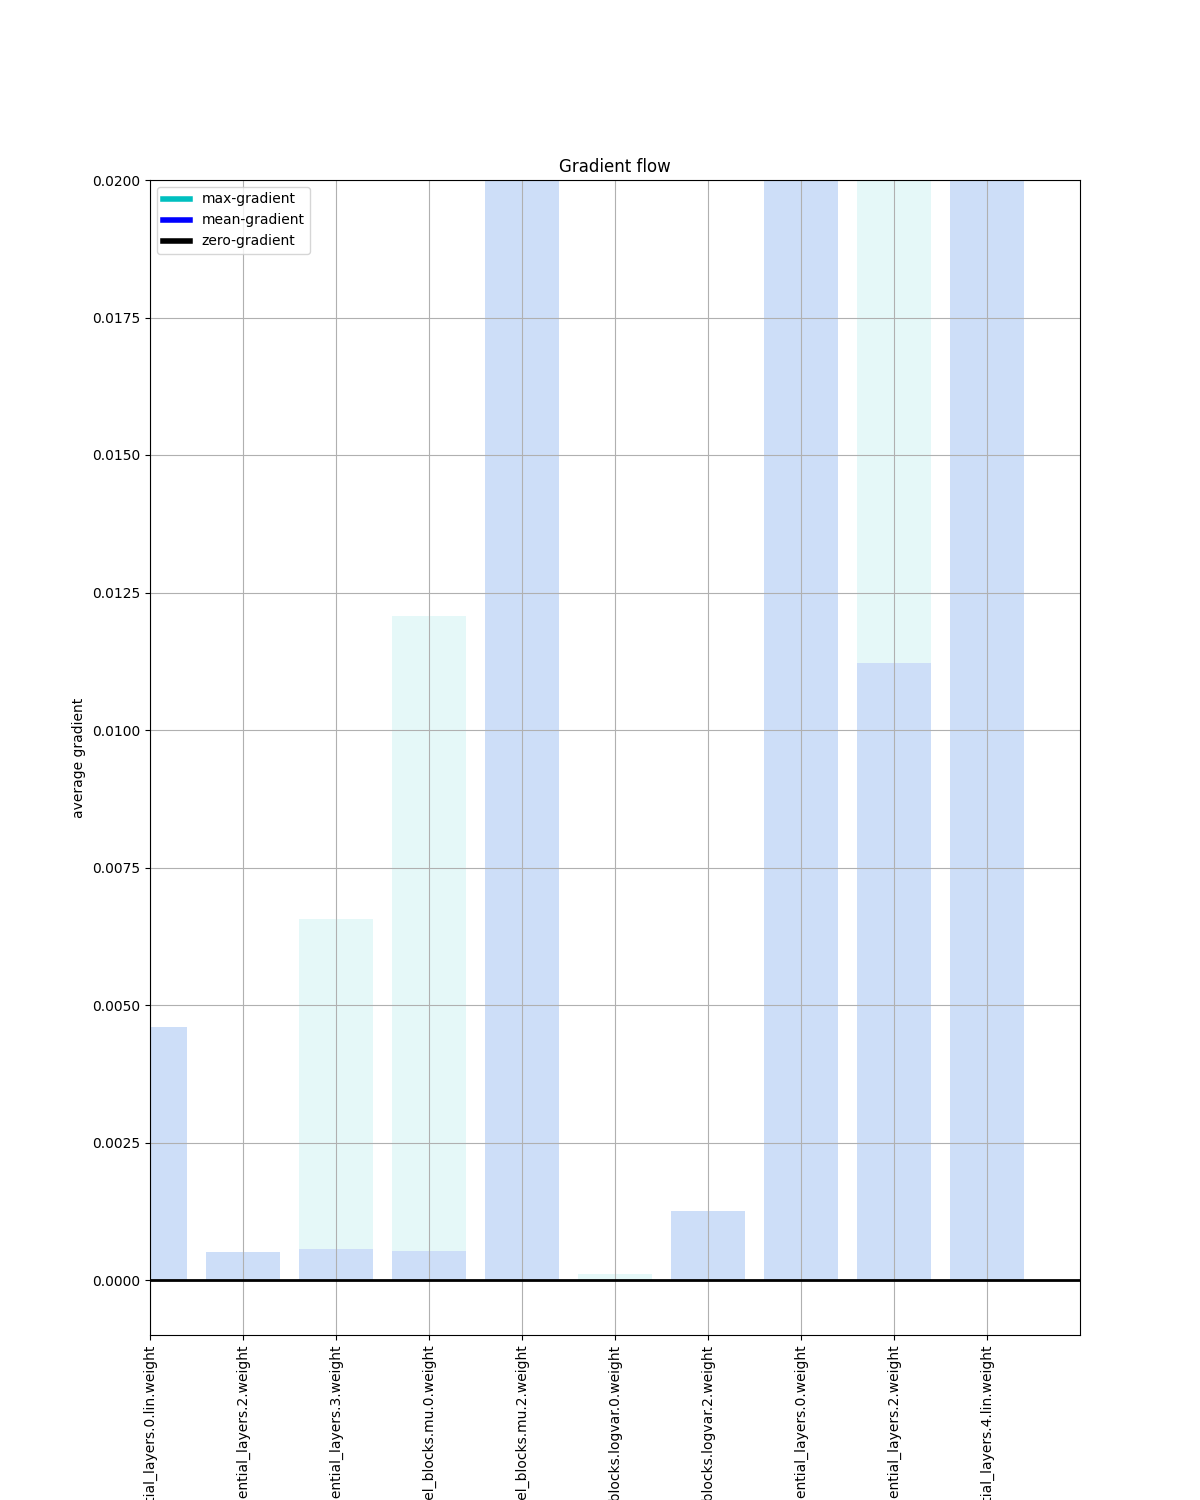 Gradient flow
max-gradient
mean-gradient
zero-gradient
0.0200
0.0175
0.0150
0.0125
0.0100
0.0075
0.0050
0.0025
0.0000
average gradient
tial_layers.0.lin.weight
ential_layers.2.weight
ential_layers.3.weight
el_blocks.mu.0.weight
el_blocks.mu.2.weight
blocks.logvar.0.weight
blocks.logvar.2.weight
ential_layers.0.weight
ential_layers.2.weight
tial_layers.4.lin.weight